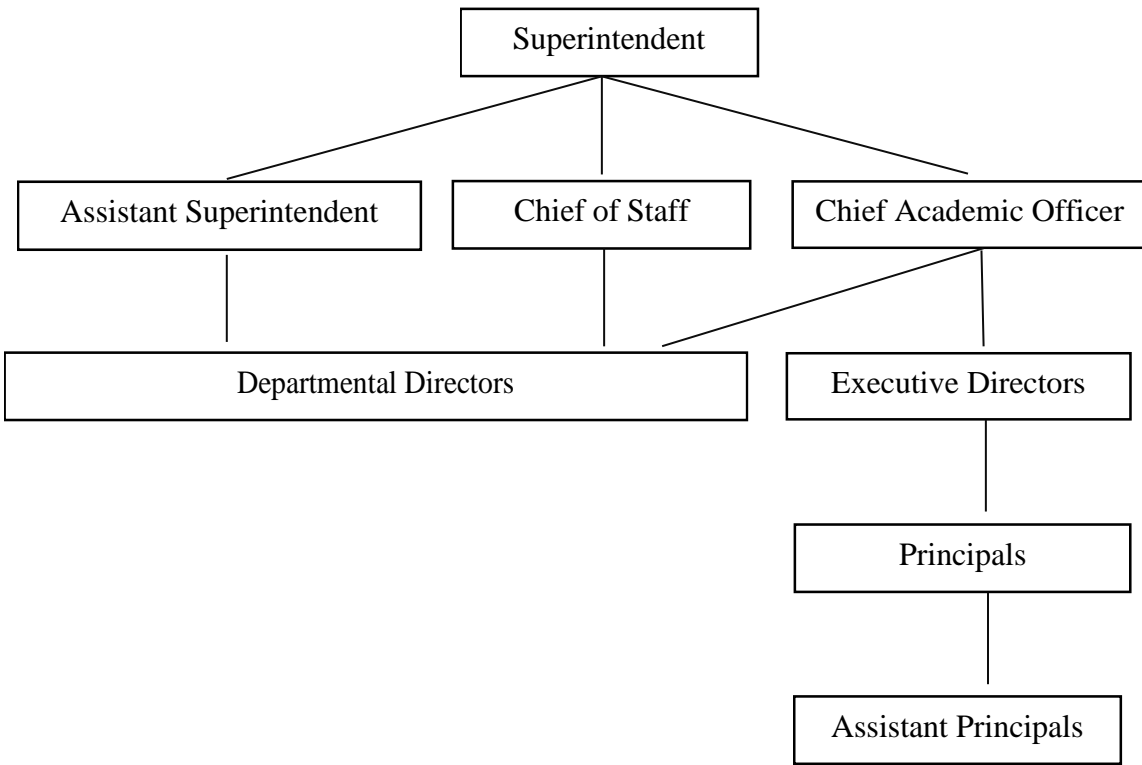 Superintendent
Assistant Superintendent
Chief of Staff
Chief Academic Officer
Departmental Directors
Executive Directors
Principals
Assistant Principals